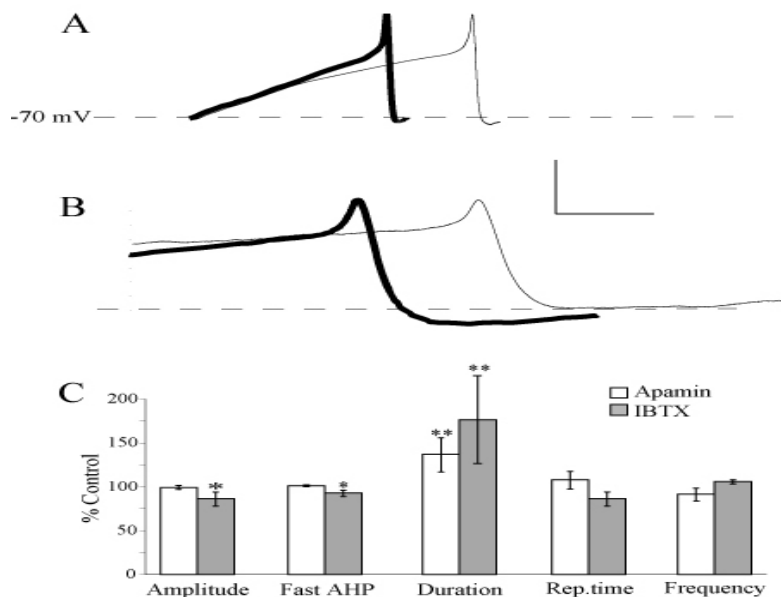 A
-70 mV
B
C
% Control
200
150
100
50
0
**
**
*
*
Apamin
IBTX
Amplitude
Fast AHP
Duration
Rep.time
Frequency